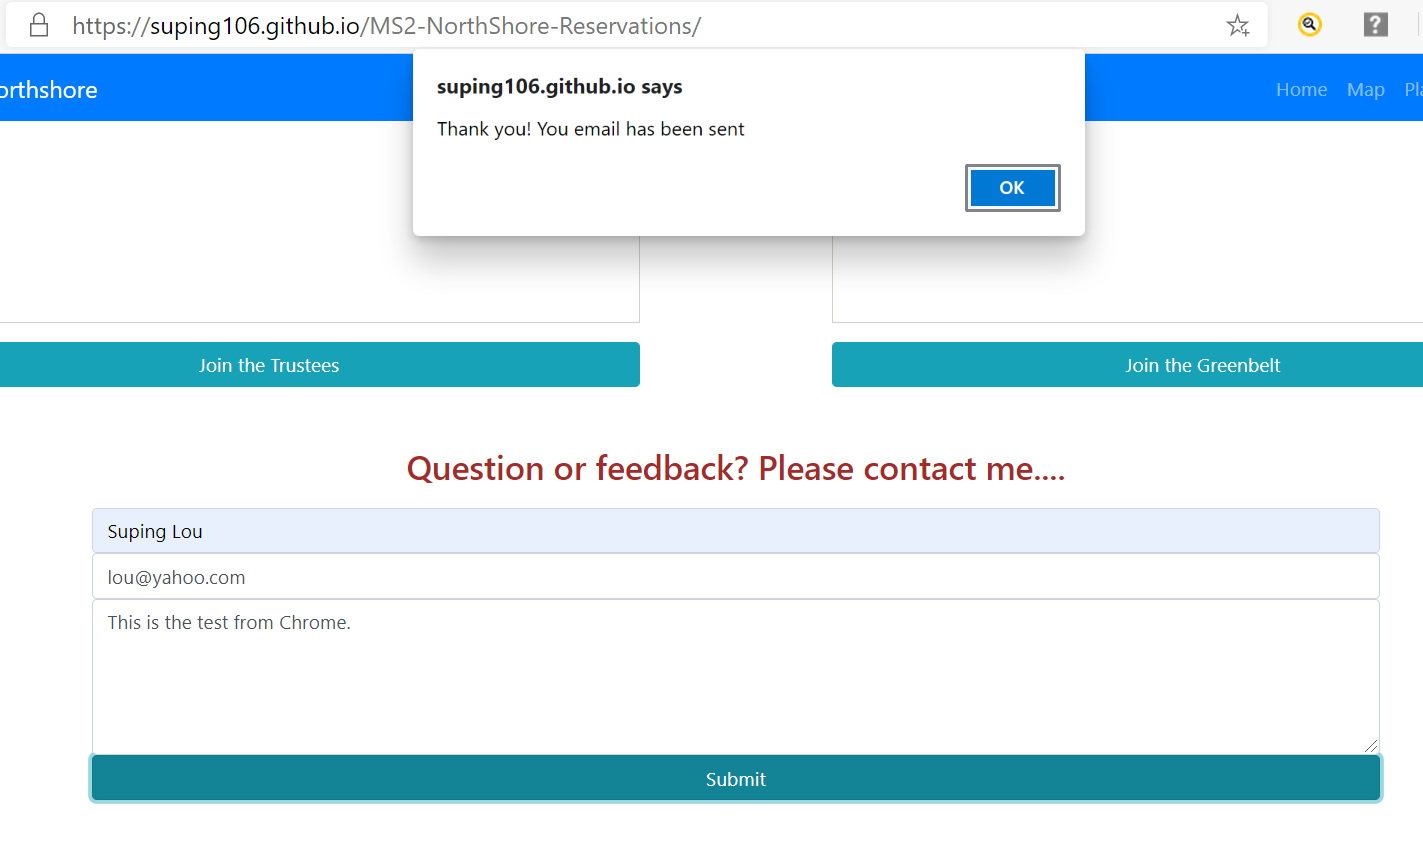 https://suping106.github.io/MS2-NorthShore-Reservations/
?
orthshore
Home Map Pla
suping106.github.io says
Thank you! You email has been sent
OK
Join the Trustees
Join the Greenbelt
Question or feedback? Please contact me....
Suping Lou
lou@yahoo.com
This is the test from Chrome.
Submit